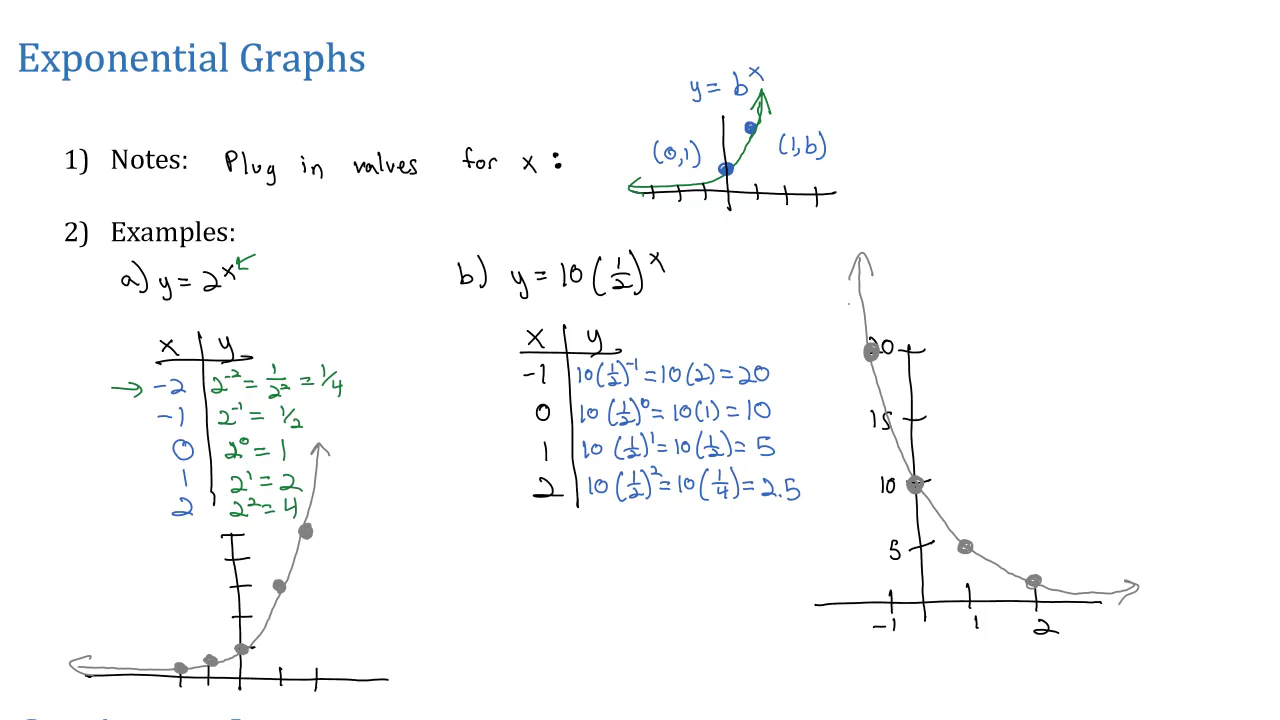 Exponential Graphs
y = b^x
(0,1)
(1,b)
1) Notes: Plug in valves for x:
2) Examples:
a) y = 2^x
b) y = 10(1/2)^x
x | y
-2 | 2^-2 = 1/2^2 = 1/4
-1 | 2^-1 = 1/2
0 | 2^0 = 1
1 | 2^1 = 2
2 | 2^2 = 4
x | y
-1 | 10(1/2)^-1 = 10(2) = 20
0 | 10(1/2)^0 = 10(1) = 10
1 | 10(1/2)^1 = 10(1/2) = 5
2 | 10(1/2)^2 = 10(1/4) = 2.5
20
15
10
5
-1 1 2